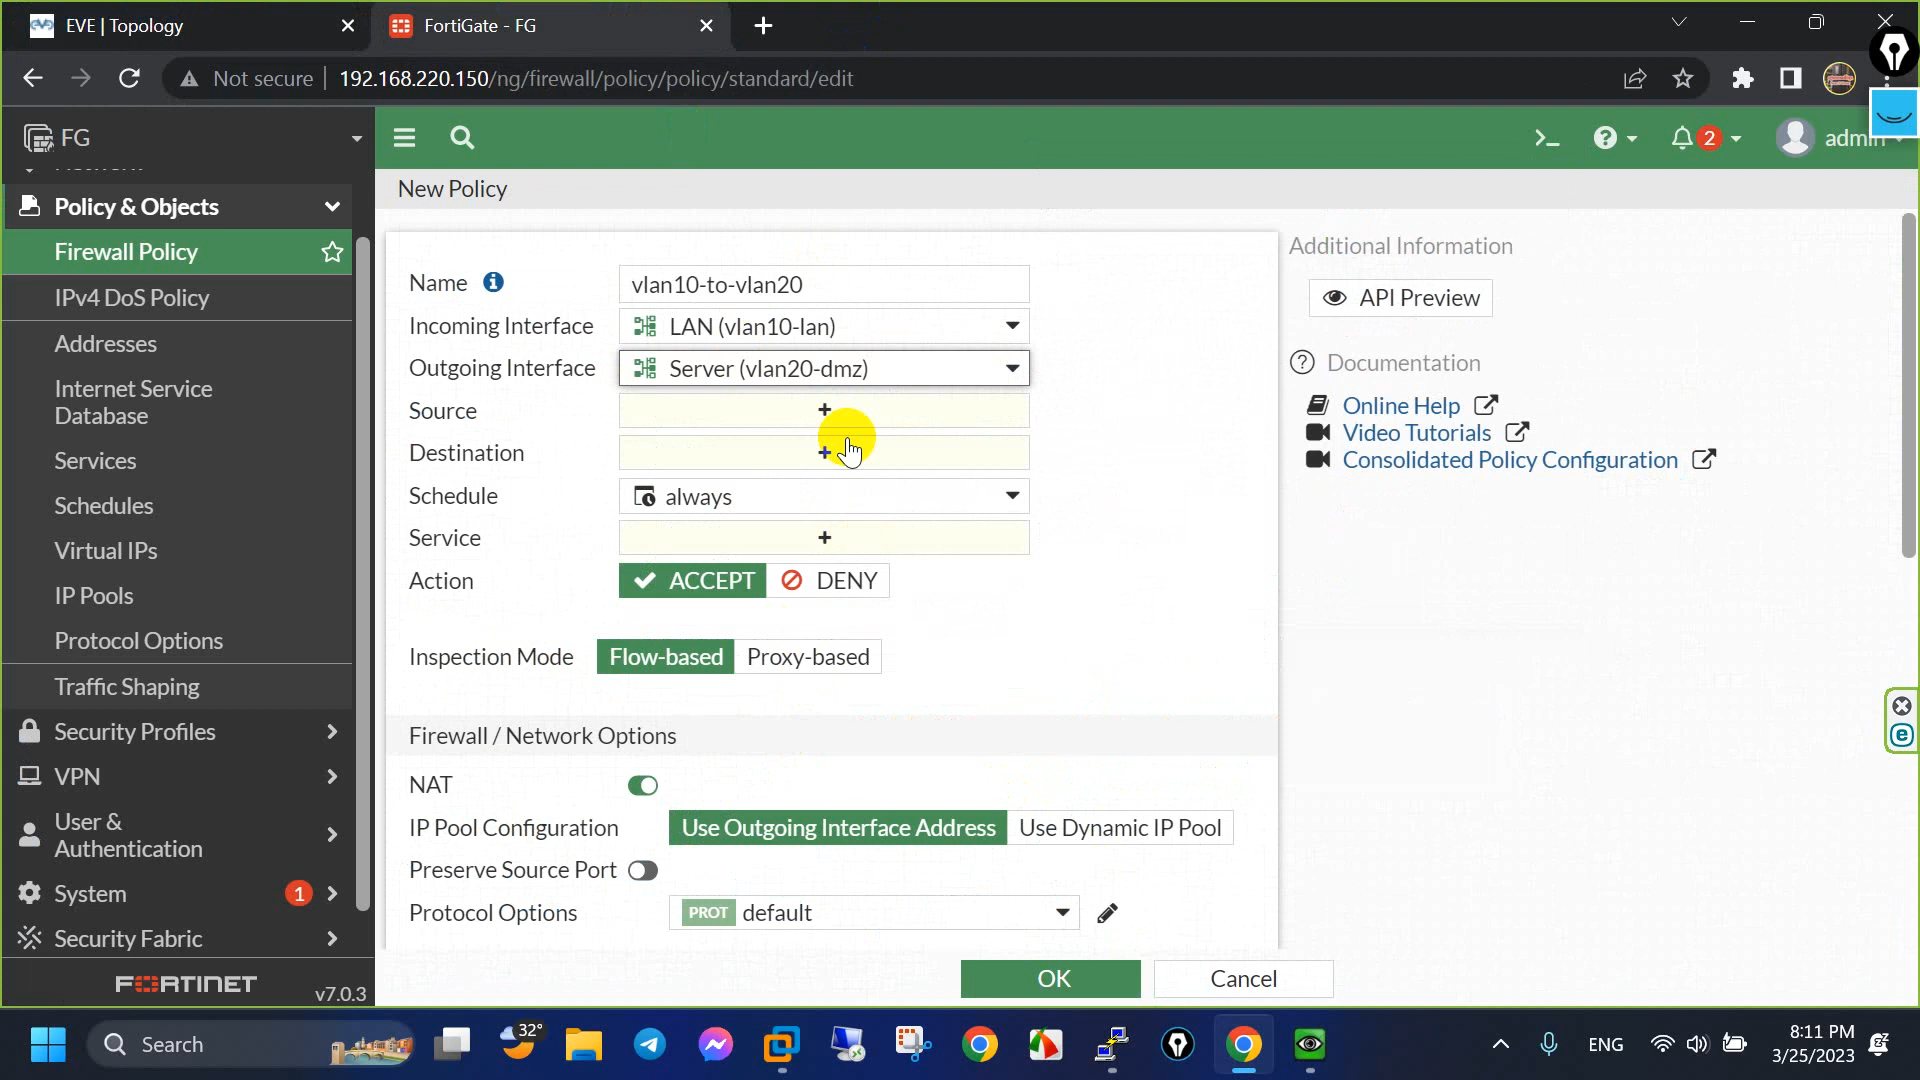 EVE | Topology
FortiGate - FG
Not secure
192.168.220.150/ng/firewall/policy/policy/standard/edit
FG
2
New Policy
Policy & Objects
Firewall Policy
IPv4 DoS Policy
Addresses
Internet Service
Database
Services
Schedules
Virtual IPs
IP Pools
Protocol Options
Traffic Shaping
Security Profiles
VPN
User &
Authentication
System 1
Security Fabric
FORTINET
v7.0.3
Name vlan10-to-vlan20
Incoming Interface LAN (vlan10-lan)
Outgoing Interface Server (vlan20-dmz)
Source +
Destination +
Schedule always
Service +
Action ACCEPT DENY
Inspection Mode Flow-based Proxy-based
Firewall / Network Options
NAT
IP Pool Configuration Use Outgoing Interface Address Use Dynamic IP Pool
Preserve Source Port
Protocol Options PROT default
OK Cancel
Additional Information
API Preview
Documentation
Online Help
Video Tutorials
Consolidated Policy Configuration
Search
32°
ENG
8:11 PM
3/25/2023